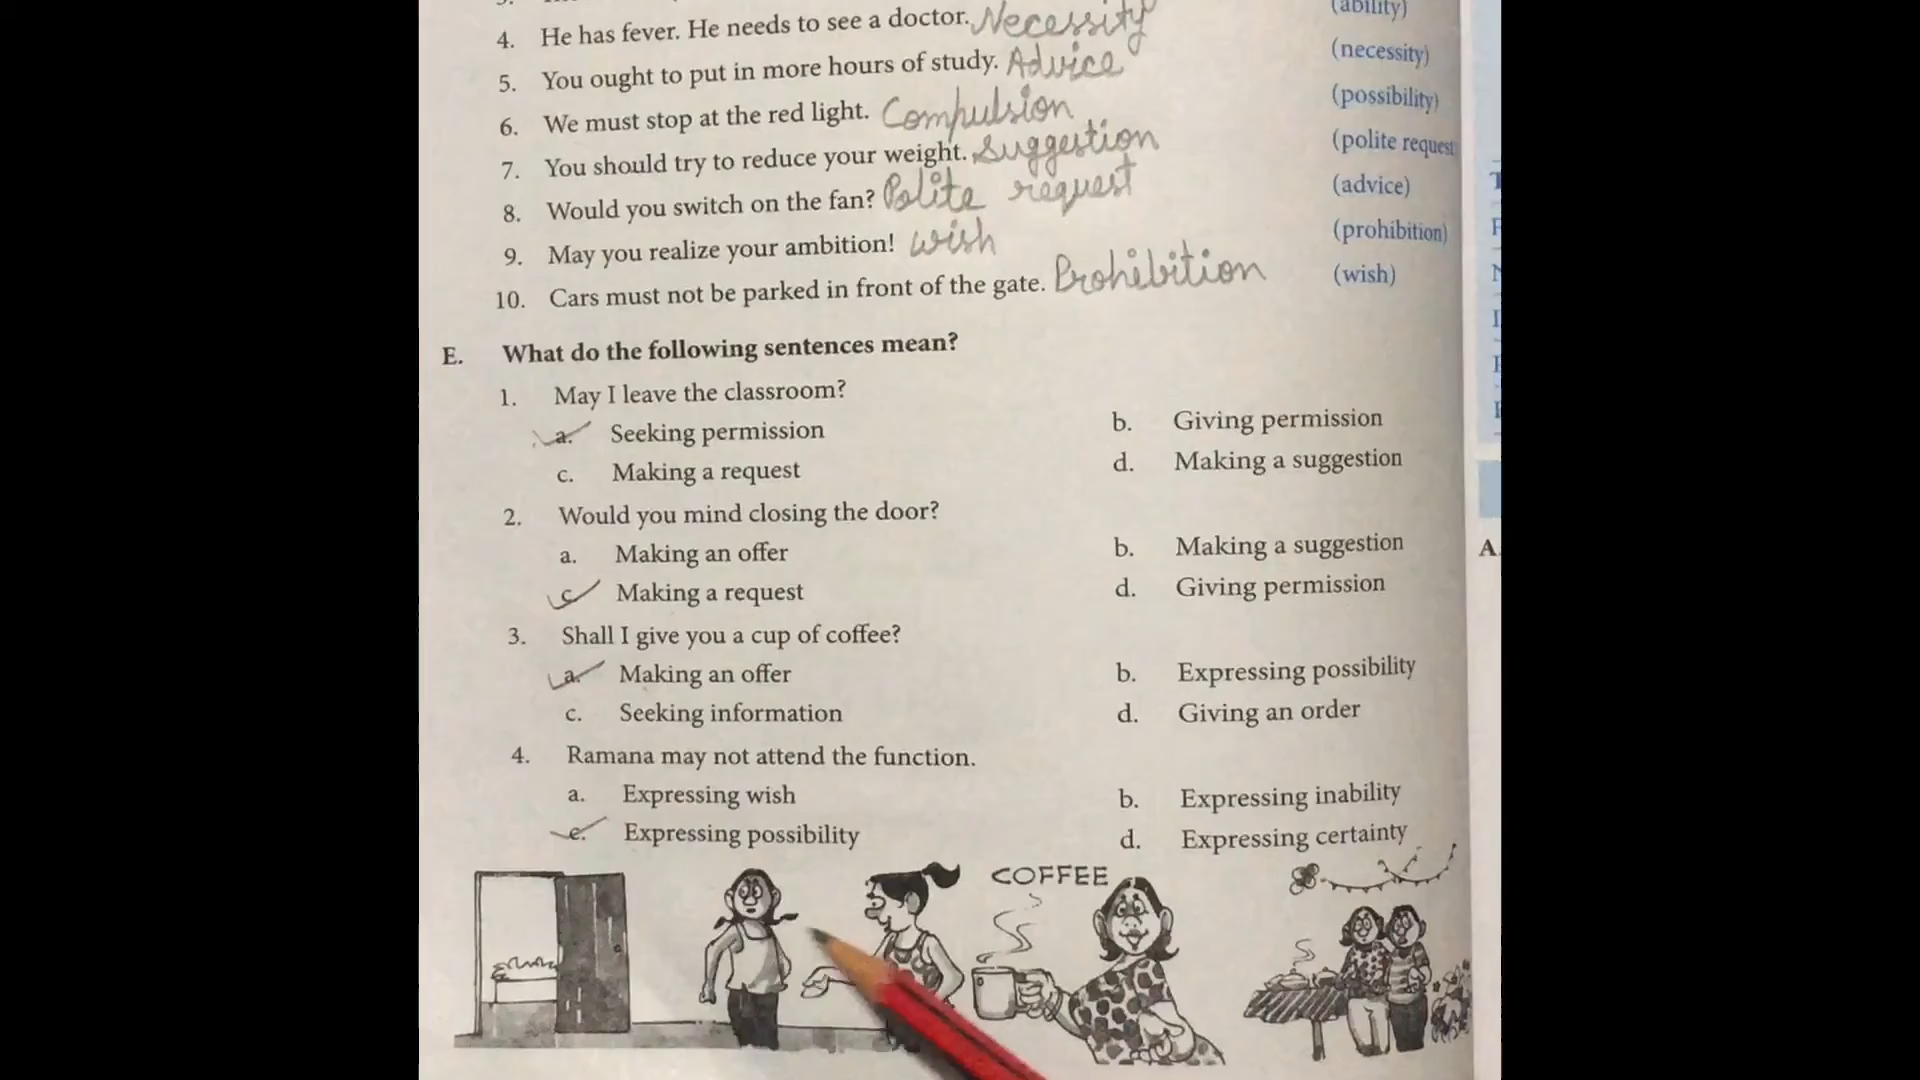 (ability)
4. He has fever. He needs to see a doctor. Necessity
(necessity)
5. You ought to put in more hours of study. Advice
(possibility)
6. We must stop at the red light. Compulsion
(polite request
7. You should try to reduce your weight. Suggestion
(advice)
8. Would you switch on the fan? Polite request
(prohibition)
9. May you realize your ambition! wish
(wish)
10. Cars must not be parked in front of the gate. Prohibition
E. What do the following sentences mean?
1. May I leave the classroom?
a. Seeking permission b. Giving permission
c. Making a request d. Making a suggestion
2. Would you mind closing the door?
a. Making an offer b. Making a suggestion
c Making a request d. Giving permission
3. Shall I give you a cup of coffee?
a. Making an offer b. Expressing possibility
c. Seeking information d. Giving an order
4. Ramana may not attend the function.
a. Expressing wish b. Expressing inability
c. Expressing possibility d. Expressing certainty
COFFEE
A.